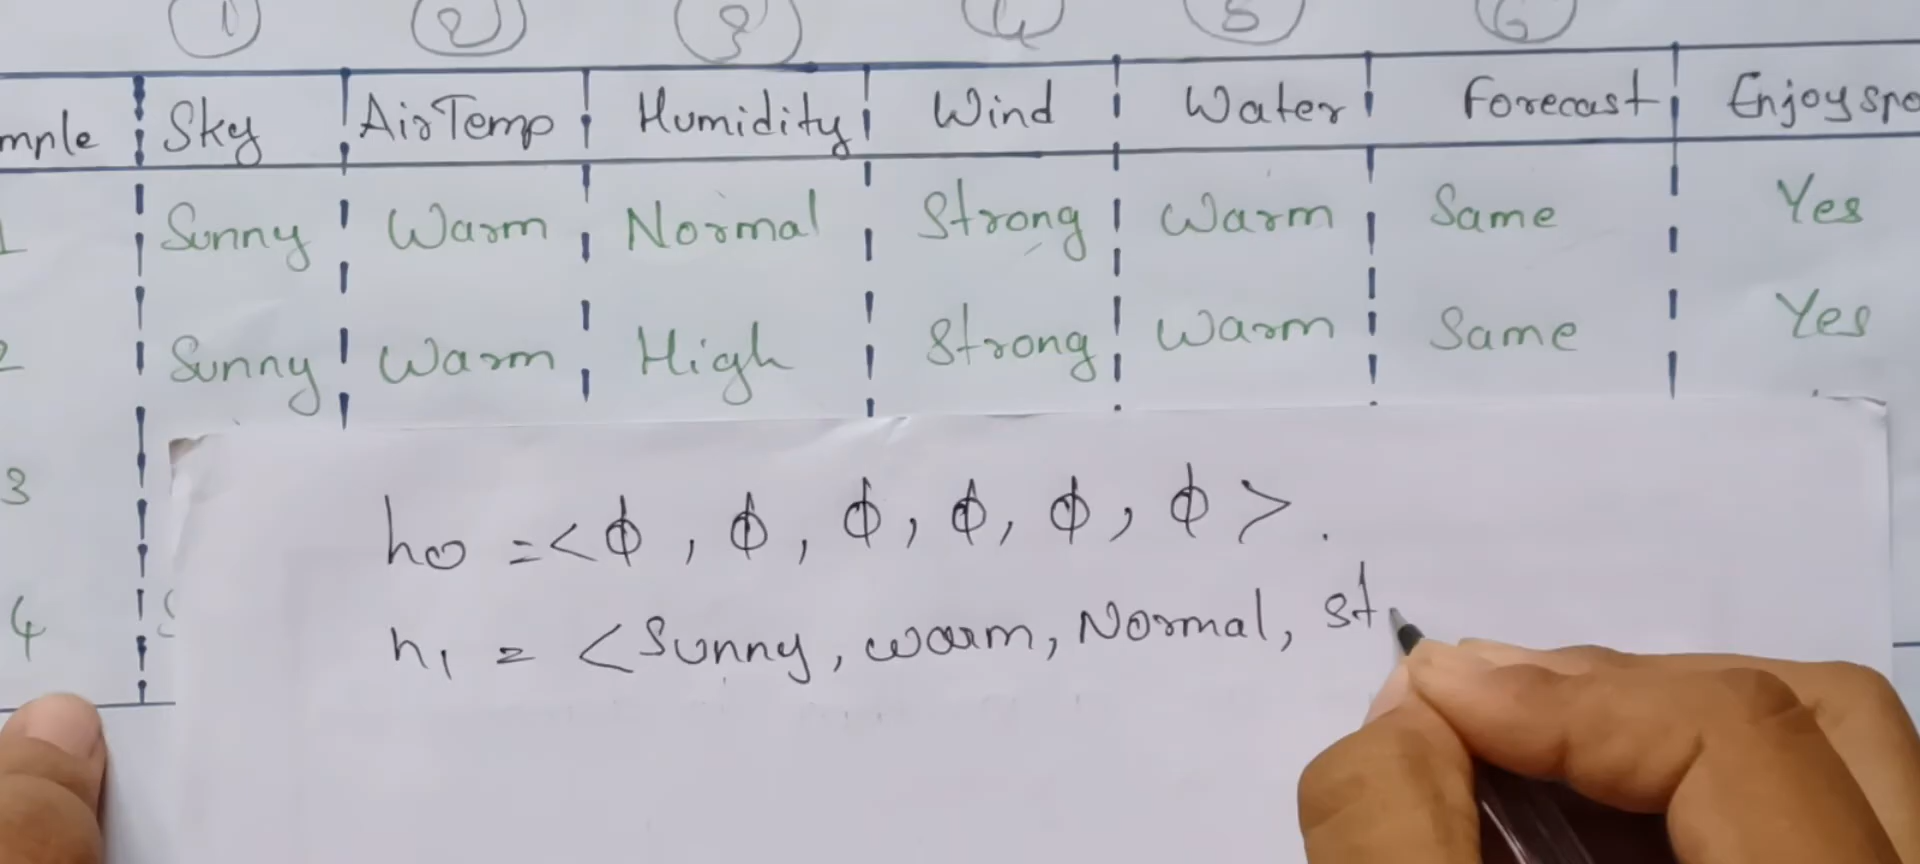 1 2 3 4 5 6
mple Sky AirTemp Humidity Wind Water Forecast Enjoyspo
1 Sunny Warm Normal Strong Warm Same Yes
2 Sunny Warm High Strong Warm Same Yes
3
4
h0 = < ϕ , ϕ , ϕ , ϕ , ϕ , ϕ > .
h1 = < Sunny , warm , Normal , st